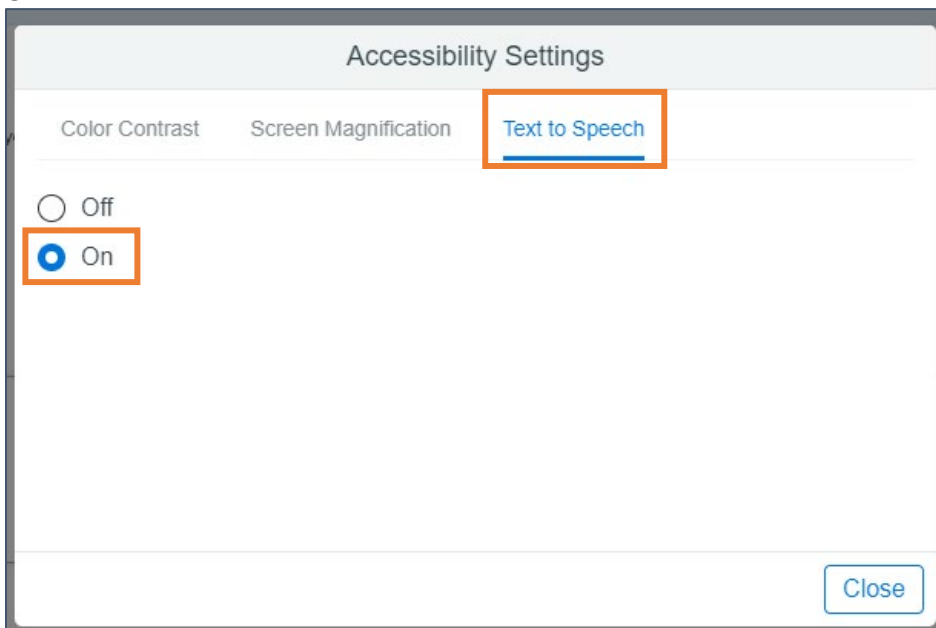 Accessibility Settings
Color Contrast Screen Magnification Text to Speech
Off
On
Close